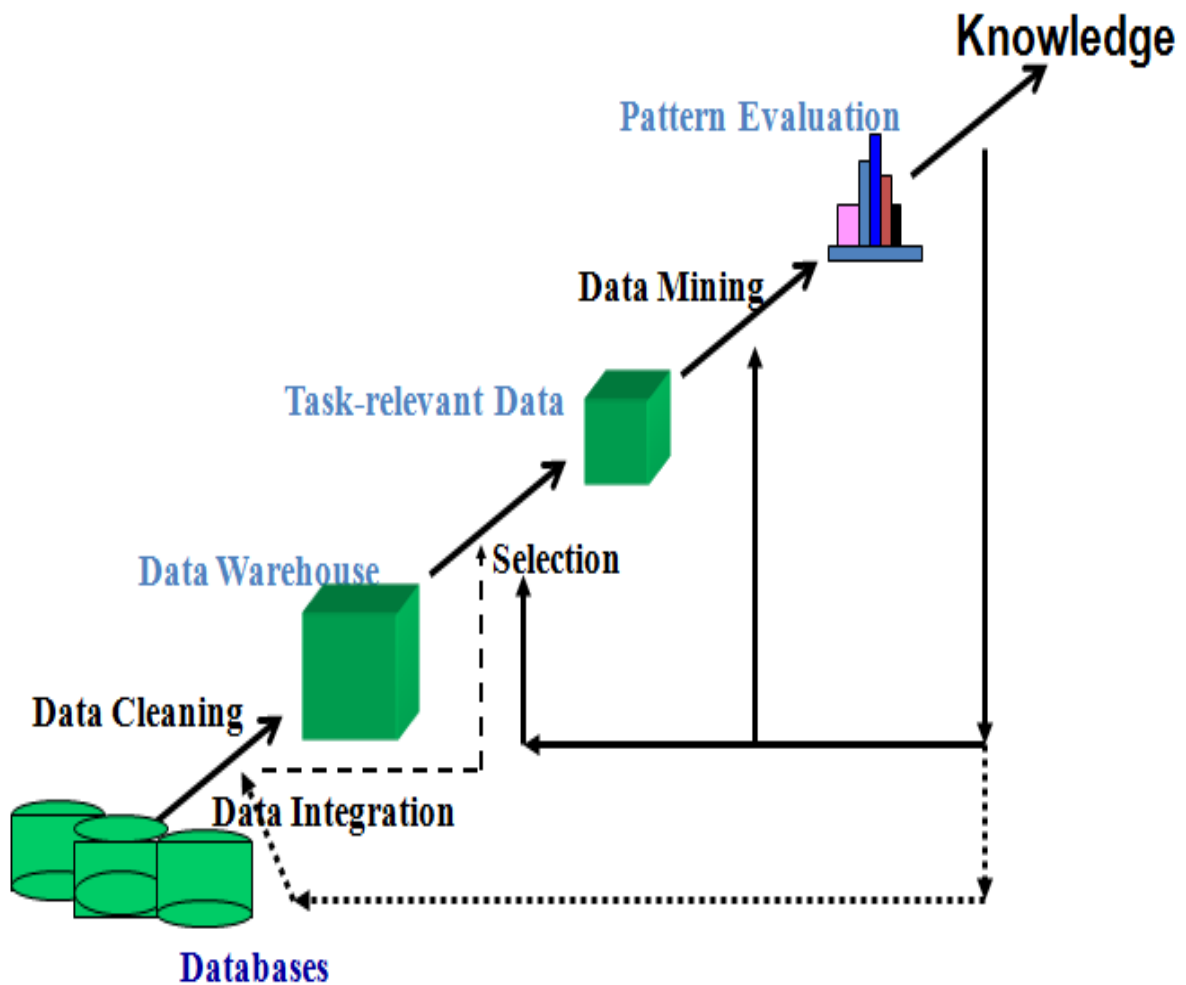 Knowledge
Pattern Evaluation
Data Mining
Task-relevant Data
Selection
Data Warehouse
Data Cleaning
Data Integration
Databases